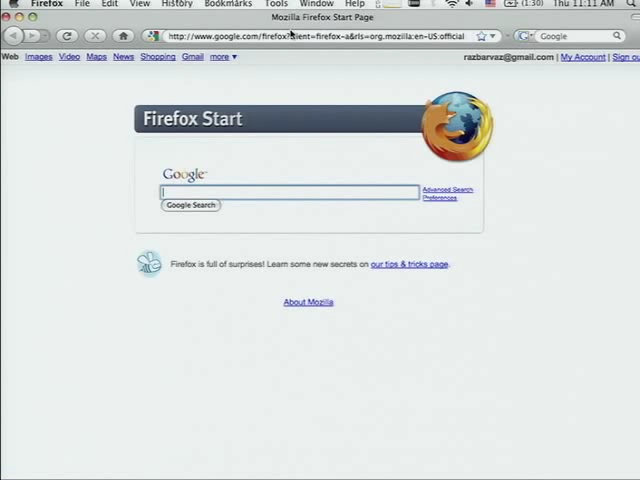 Firefox File Edit View History Bookmarks Tools Window Help (1:30) Thu 11:11 AM
Mozilla Firefox Start Page
http://www.google.com/firefox?client=firefox-a&rls=org.mozilla:en-US:official
Google
Web Images Video Maps News Shopping Gmail more ▼
razbarvaz@gmail.com | My Account | Sign ou
Firefox Start
Google
Advanced Search
Preferences
Google Search
Firefox is full of surprises! Learn some new secrets on our tips & tricks page.
About Mozilla